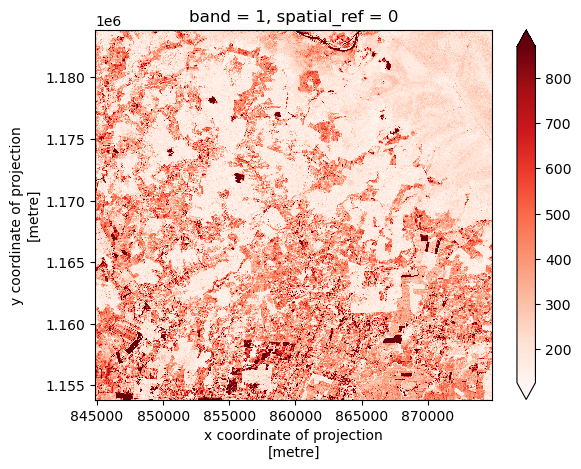 band = 1, spatial_ref = 0
1e6
1.180
1.175
1.170
1.165
1.160
1.155
y coordinate of projection
[metre]
845000 850000 855000 860000 865000 870000
x coordinate of projection
[metre]
800
700
600
500
400
300
200